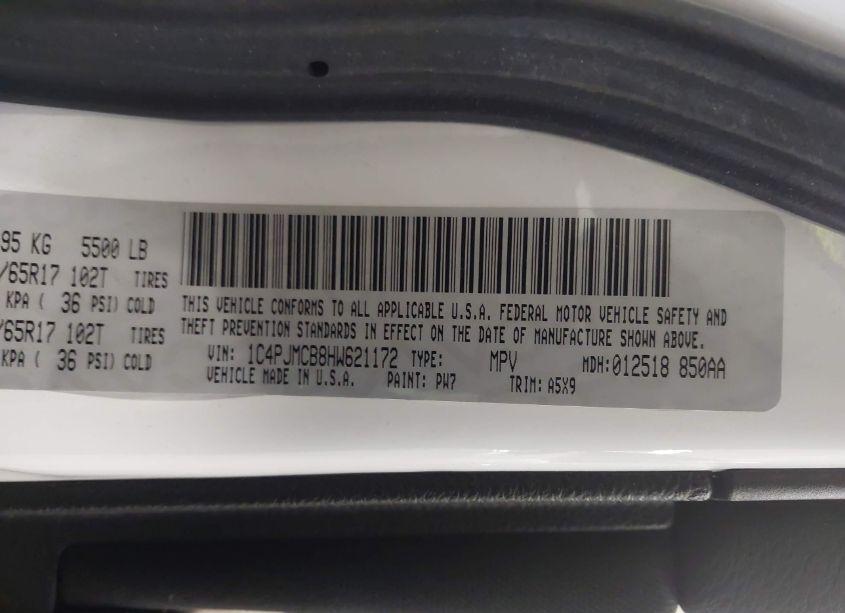 95 KG 5500 LB
/65R17 102T TIRES
KPA ( 36 PSI) COLD
/65R17 102T TIRES
KPA ( 36 PSI) COLD
THIS VEHICLE CONFORMS TO ALL APPLICABLE U.S.A. FEDERAL MOTOR VEHICLE SAFETY AND
THEFT PREVENTION STANDARDS IN EFFECT ON THE DATE OF MANUFACTURE SHOWN ABOVE.
VIN: 1C4PJMCB8HW621172 TYPE: MPV MDH:012518 850AA
VEHICLE MADE IN U.S.A. PAINT: PW7 TRIM: A5X9